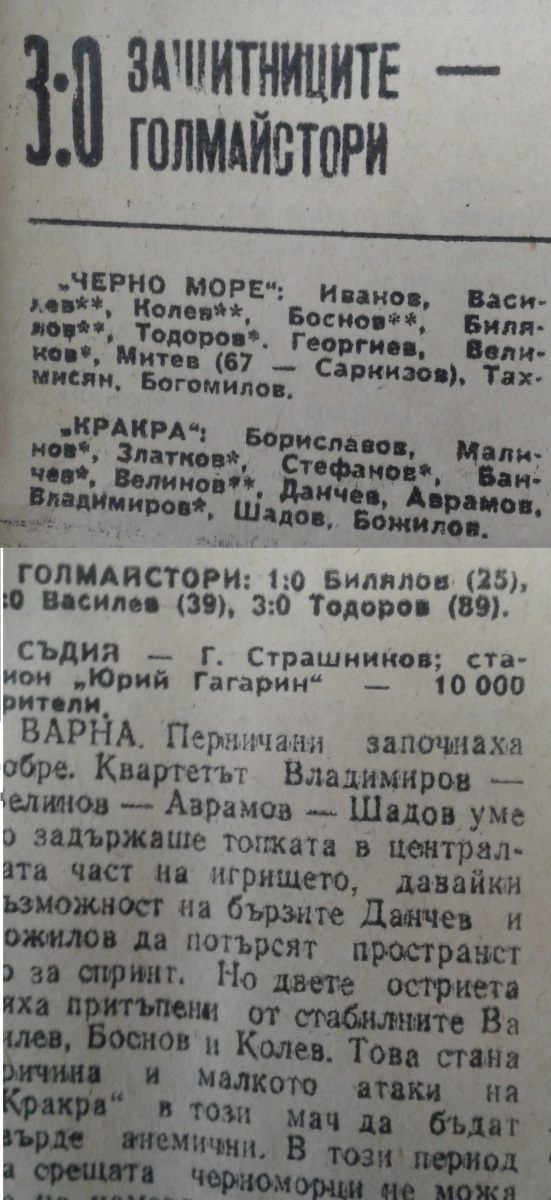 3:0 ЗАЩИТНИЦИТЕ —
ГОЛМАЙСТОРИ
„ЧЕРНО МОРЕ“: Иванов, Васи-
лев**, Колев**, Боснов**, Биля-
лов**, Тодоров*. Георгиев, Вели-
ков*, Митев (67 — Саркизов), Тах-
мисян, Богомилов.
„КРАКРА“: Бориславов, Мали-
нов*, Златков*, Стефанов*, Бан-
чев*, Велинов**, Данчев, Аврамов,
Владимиров*, Шадов, Божилов.
ГОЛМАЙСТОРИ: 1:0 Билялов (25),
:0 Василев (39), 3:0 Тодоров (89).
СЪДИЯ — Г. Страшников; ста-
ион „Юрий Гагарин“ — 10 000
рители.
ВАРНА. Перничани започнаха
обре. Квартетът Владимиров —
елинов — Аврамов — Шадов уме
о задържаше топката в централ-
ата част на игрището, давайки
ъзможност на бързите Данчев и
ожилов да потърсят пространст
о за спринт. Но двете остриета
яха притъпени от стабилните Ва
илев, Боснов и Колев. Това стана
ричина и малкото атаки на
Кракра“ в този мач да бъдат
върде анемични. В този период
а срещата черноморци не можа